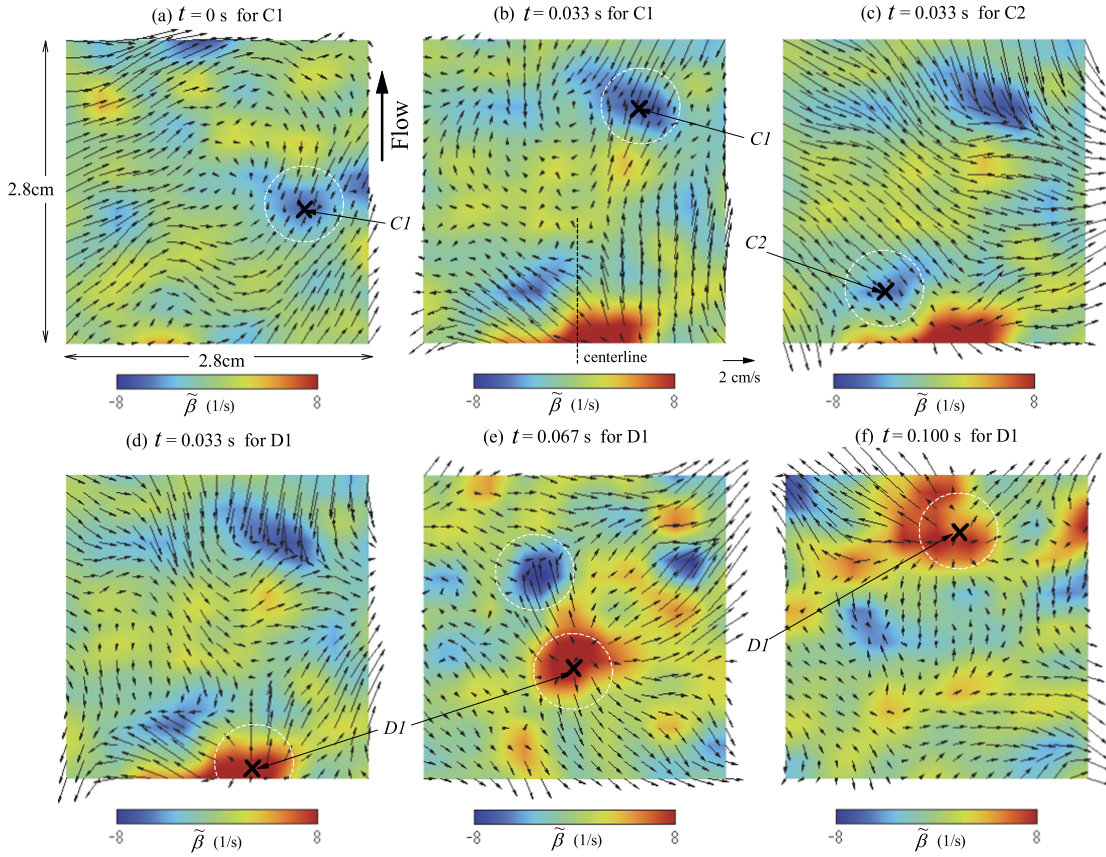 (a) t = 0 s for C1
(b) t = 0.033 s for C1
(c) t = 0.033 s for C2
Flow
2.8cm
C1
C1
C2
centerline
2.8cm
2 cm/s
-8 8
β̃ (1/s)
-8 8
β̃ (1/s)
-8 8
β̃ (1/s)
(d) t = 0.033 s for D1
(e) t = 0.067 s for D1
(f) t = 0.100 s for D1
D1
D1
-8 8
β̃ (1/s)
-8 8
β̃ (1/s)
-8 8
β̃ (1/s)